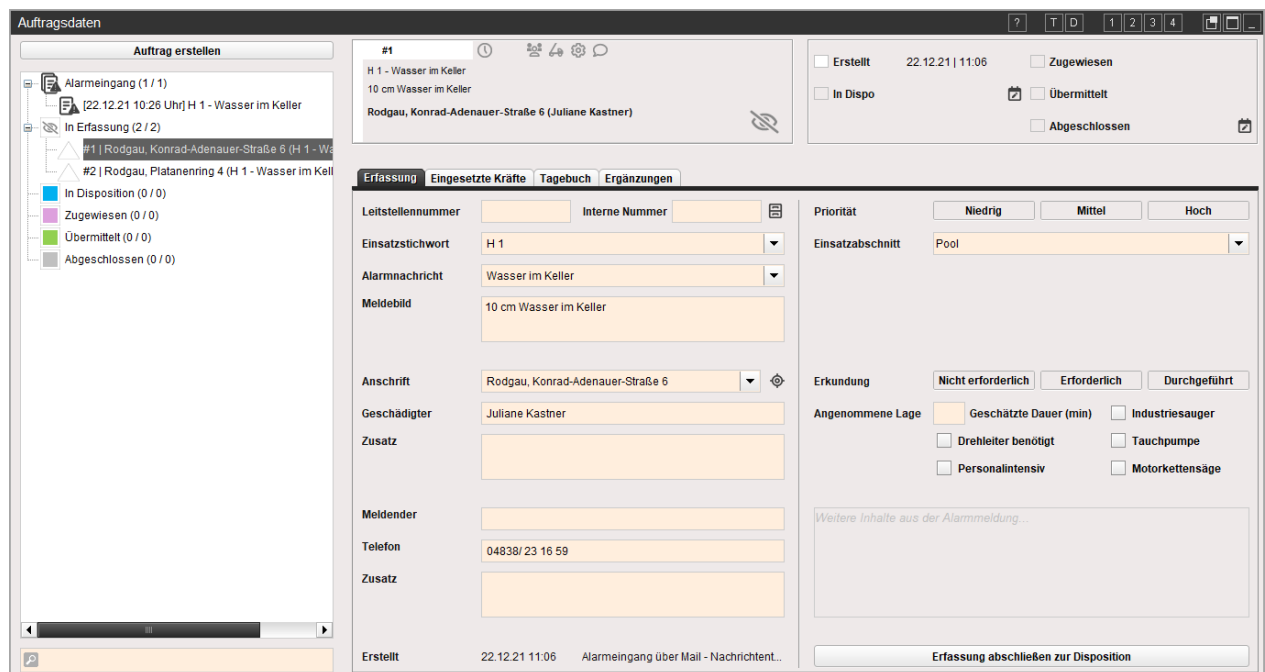 Auftragsdaten
? T D 1 2 3 4
Auftrag erstellen
Alarmeingang (1 / 1)
[22.12.21 10:26 Uhr] H 1 - Wasser im Keller
In Erfassung (2 / 2)
#1 | Rodgau, Konrad-Adenauer-Straße 6 (H 1 - Wa
#2 | Rodgau, Platanenring 4 (H 1 - Wasser im Kell
In Disposition (0 / 0)
Zugewiesen (0 / 0)
Übermittelt (0 / 0)
Abgeschlossen (0 / 0)
#1
H 1 - Wasser im Keller
10 cm Wasser im Keller
Rodgau, Konrad-Adenauer-Straße 6 (Juliane Kastner)
Erstellt 22.12.21 | 11:06 Zugewiesen
In Dispo Übermittelt
Abgeschlossen
Erfassung Eingesetzte Kräfte Tagebuch Ergänzungen
Leitstellennummer Interne Nummer
Einsatzstichwort H 1
Alarmnachricht Wasser im Keller
Meldebild 10 cm Wasser im Keller
Anschrift Rodgau, Konrad-Adenauer-Straße 6
Geschädigter Juliane Kastner
Zusatz
Meldender
Telefon 04838/ 23 16 59
Zusatz
Erstellt 22.12.21 11:06 Alarmeingang über Mail - Nachrichtent...
Priorität Niedrig Mittel Hoch
Einsatzabschnitt Pool
Erkundung Nicht erforderlich Erforderlich Durchgeführt
Angenommene Lage Geschätzte Dauer (min) Industriesauger
Drehleiter benötigt Tauchpumpe
Personalintensiv Motorkettensäge
Weitere Inhalte aus der Alarmmeldung...
Erfassung abschließen zur Disposition